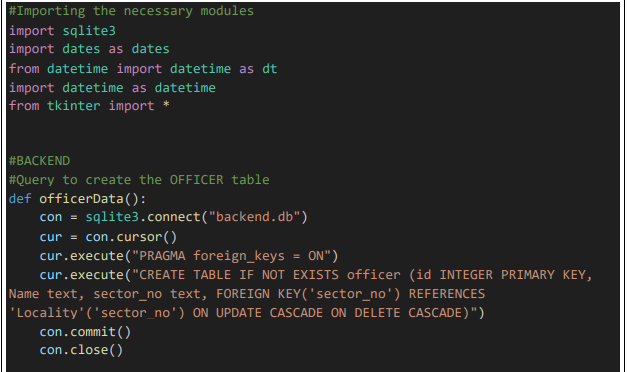 #Importing the necessary modules
import sqlite3
import dates as dates
from datetime import datetime as dt
import datetime as datetime
from tkinter import *
#BACKEND
#Query to create the OFFICER table
def officerData():
    con = sqlite3.connect("backend.db")
    cur = con.cursor()
    cur.execute("PRAGMA foreign_keys = ON")
    cur.execute("CREATE TABLE IF NOT EXISTS officer (id INTEGER PRIMARY KEY,
Name text, sector_no text, FOREIGN KEY('sector_no') REFERENCES
'Locality'('sector_no') ON UPDATE CASCADE ON DELETE CASCADE)")
    con.commit()
    con.close()